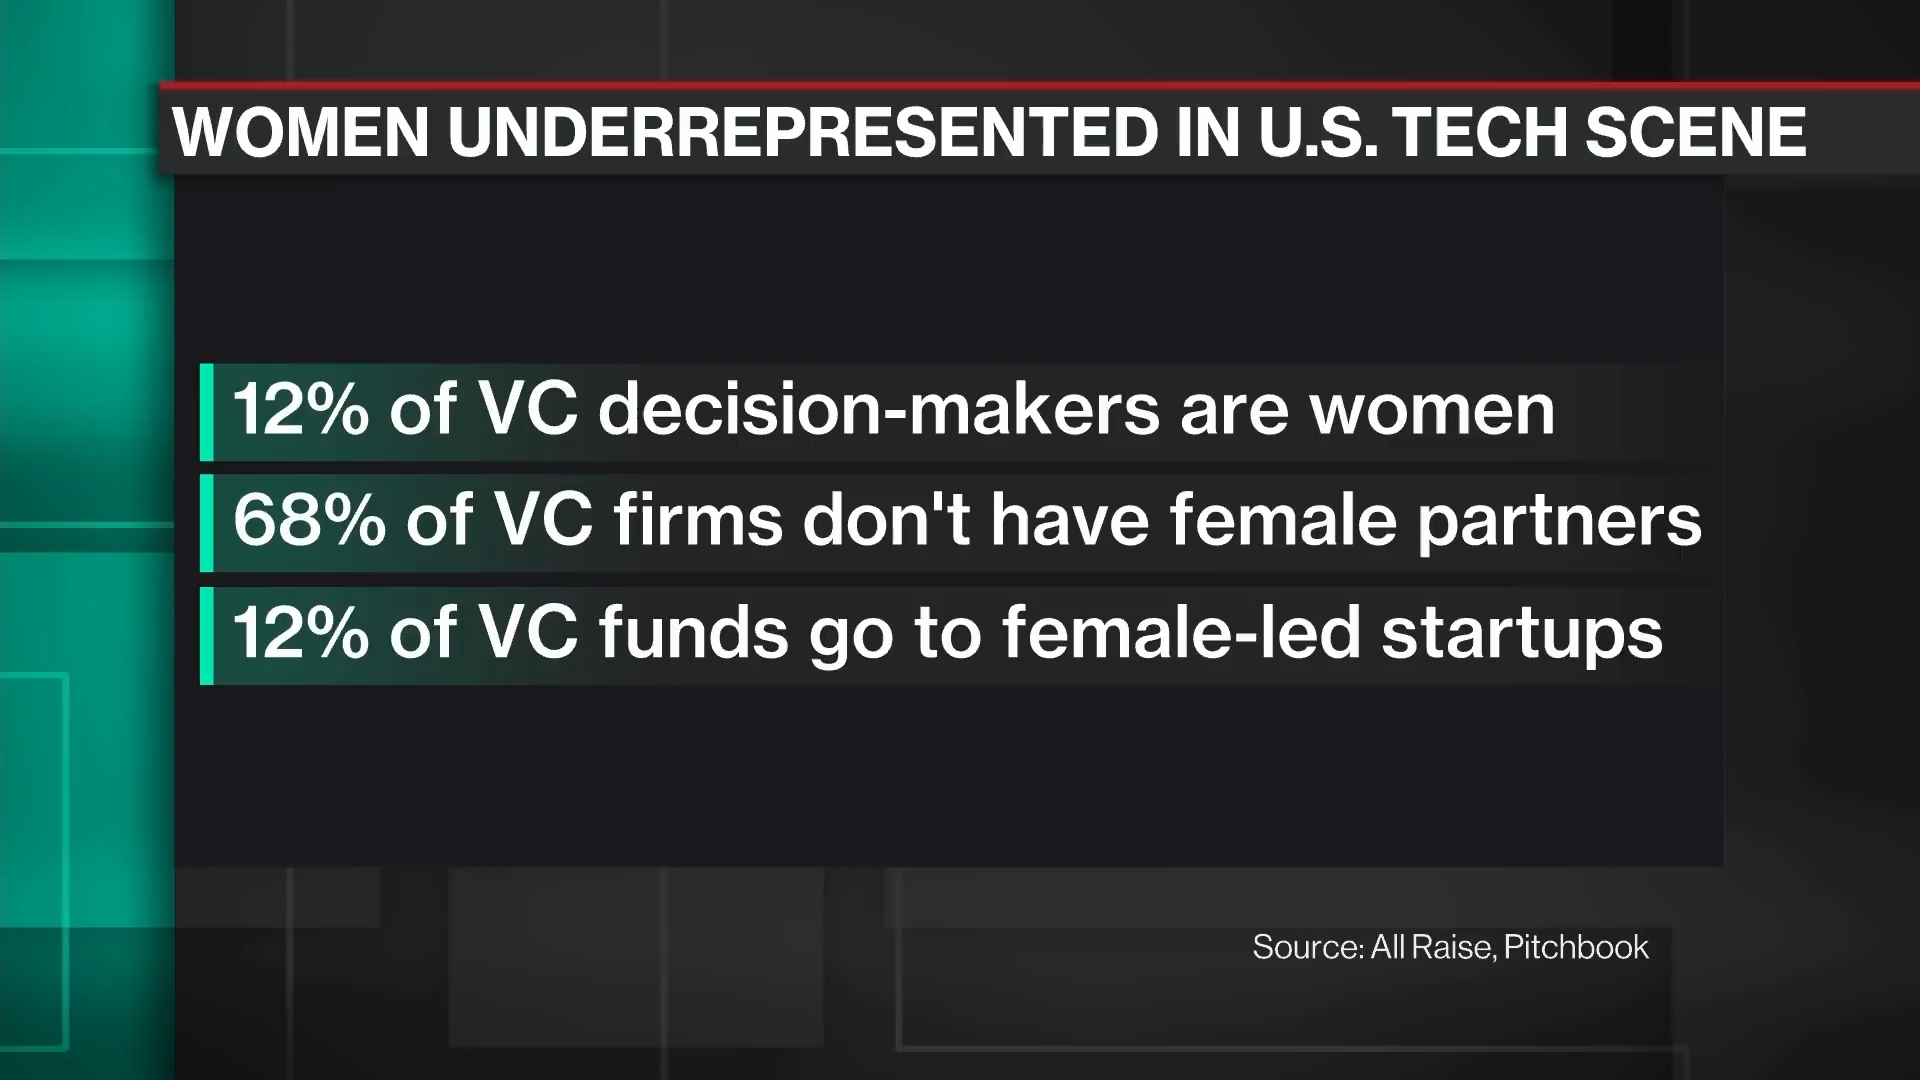 WOMEN UNDERREPRESENTED IN U.S. TECH SCENE
12% of VC decision-makers are women
68% of VC firms don't have female partners
12% of VC funds go to female-led startups
Source: All Raise, Pitchbook